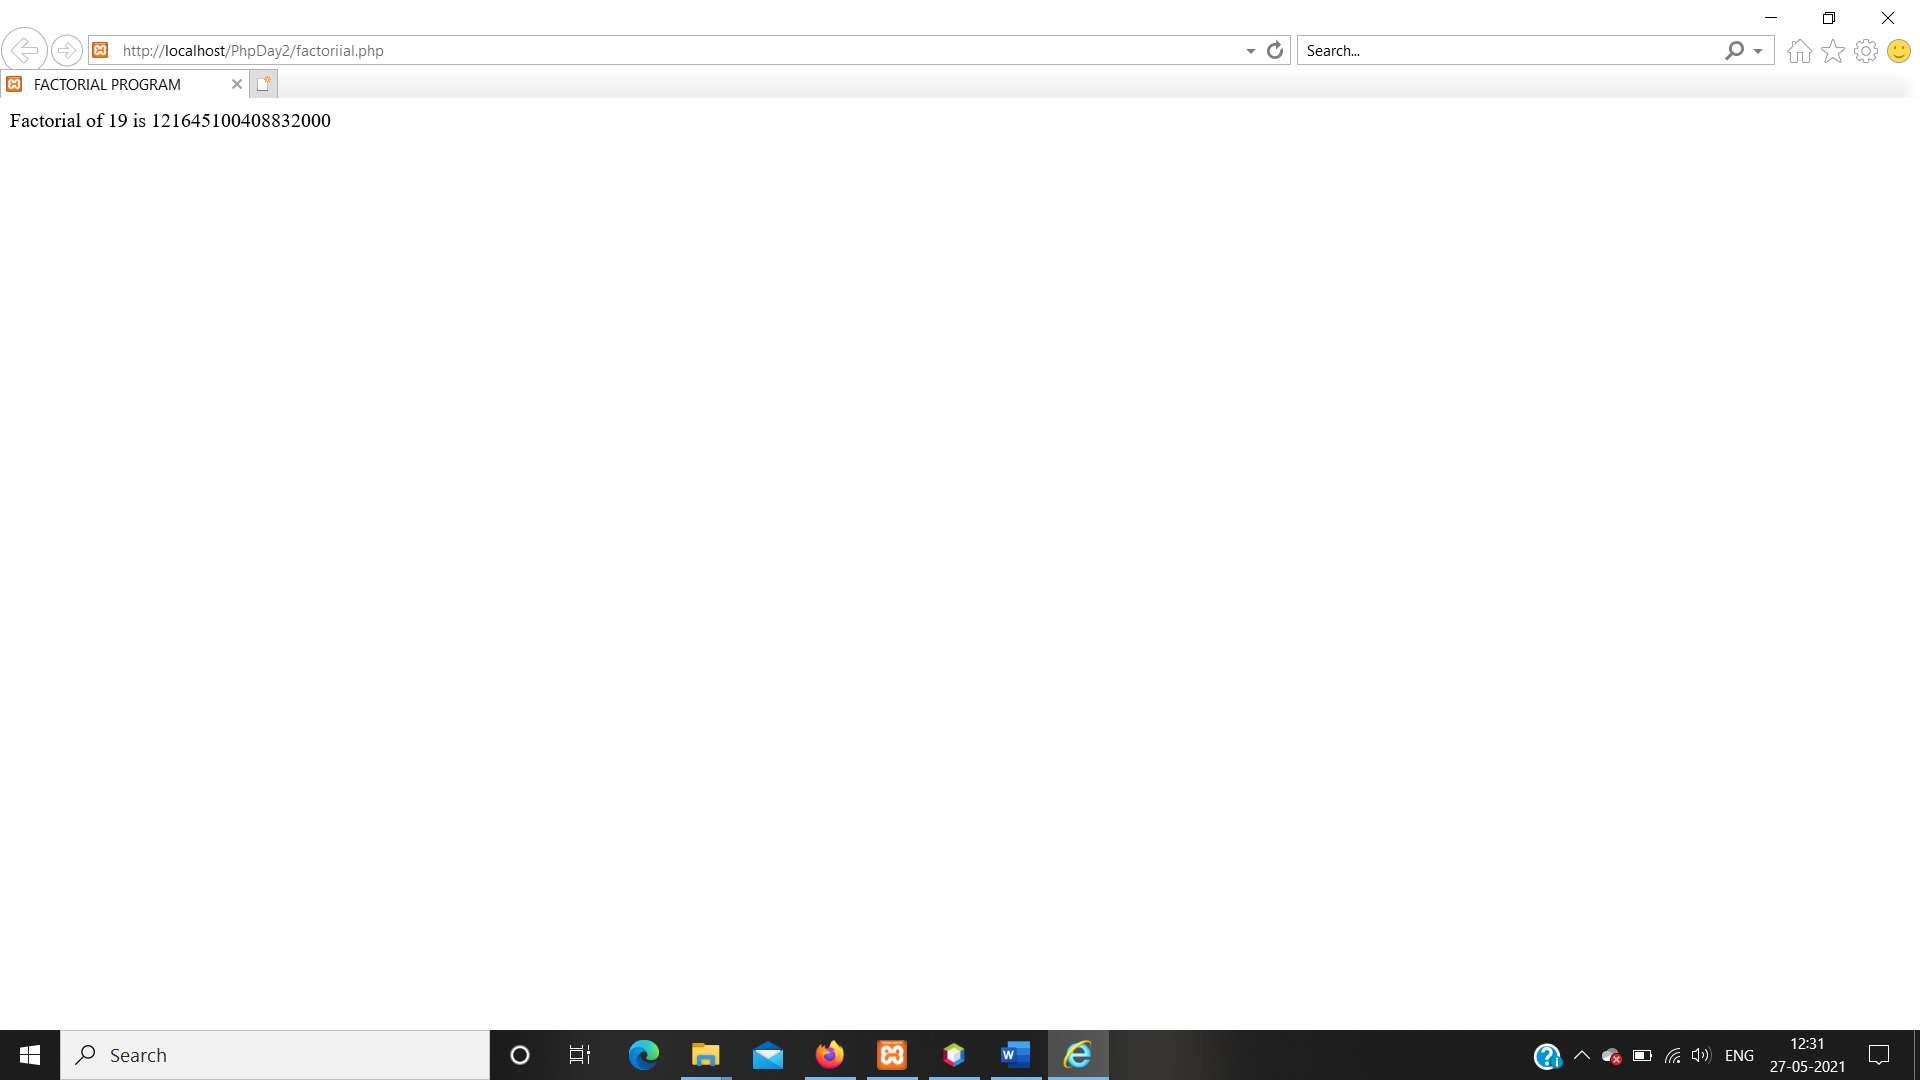 http://localhost/PhpDay2/factoriial.php
Search...
FACTORIAL PROGRAM
Factorial of 19 is 121645100408832000
Search
ENG
12:31
27-05-2021